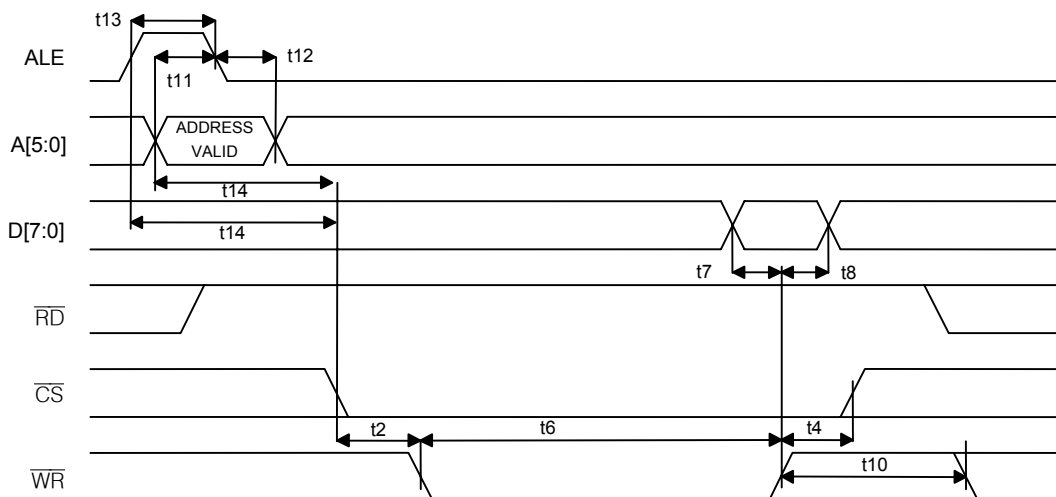 t13
ALE
t12
t11
A[5:0]
ADDRESS
VALID
t14
D[7:0]
t14
t7
t8
RD
CS
t2
t6
t4
WR
t10